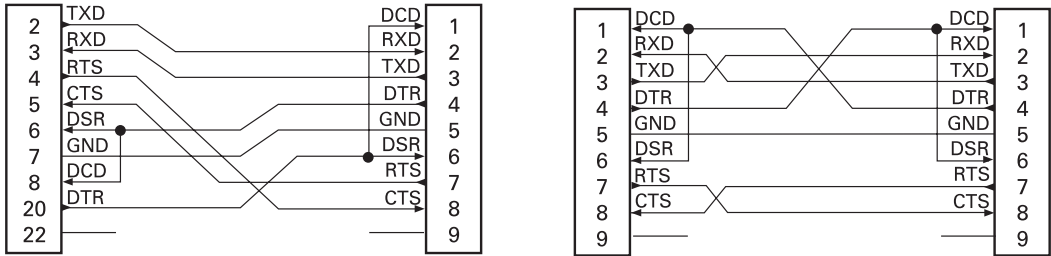 2 TXD DCD 1
3 RXD RXD 2
4 RTS TXD 3
5 CTS DTR 4
6 DSR GND 5
7 GND DSR 6
8 DCD RTS 7
20 DTR CTS 8
22 9
1 DCD DCD 1
2 RXD RXD 2
3 TXD TXD 3
4 DTR DTR 4
5 GND GND 5
6 DSR DSR 6
7 RTS RTS 7
8 CTS CTS 8
9 9